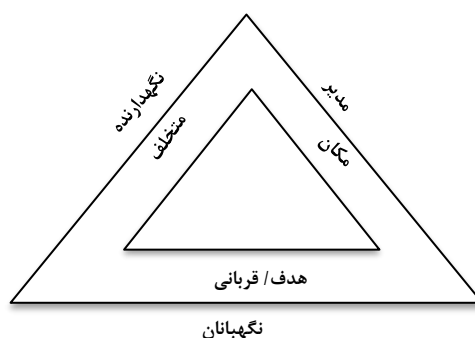 مدیر
نگهدارنده
مکان
متخلف
هدف/ قربانی
نگهبانان